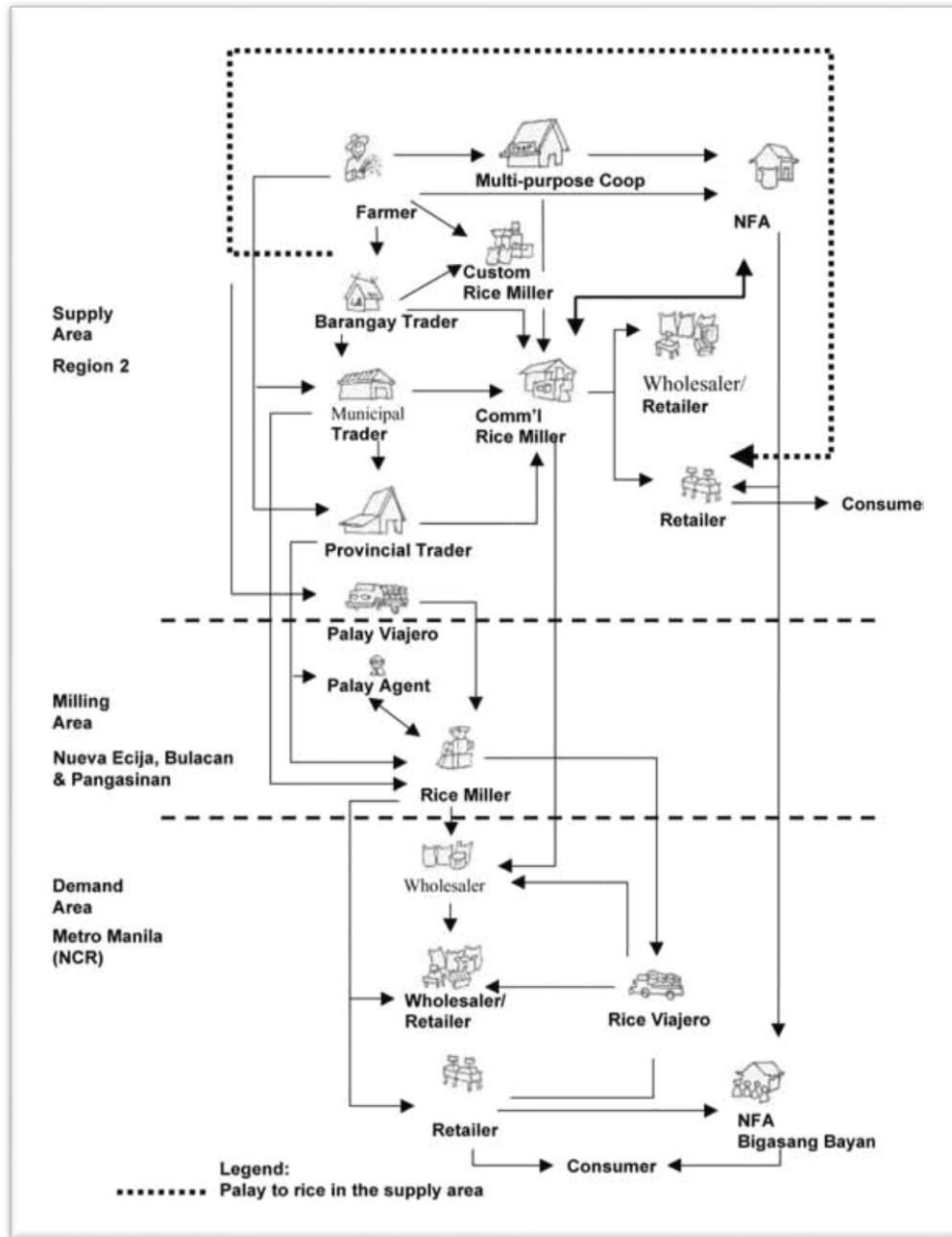 Multi-purpose Coop
Farmer
NFA
Custom
Rice Miller
Supply
Area
Region 2
Barangay Trader
Wholesaler/
Retailer
Municipal
Trader
Comm'l
Rice Miller
Retailer
Consume
Provincial Trader
Palay Viajero
Palay Agent
Milling
Area
Nueva Ecija, Bulacan
& Pangasinan
Rice Miller
Demand
Area
Metro Manila
(NCR)
Wholesaler
Wholesaler/
Retailer
Rice Viajero
Retailer
NFA
Bigasang Bayan
Consumer
Legend:
Palay to rice in the supply area